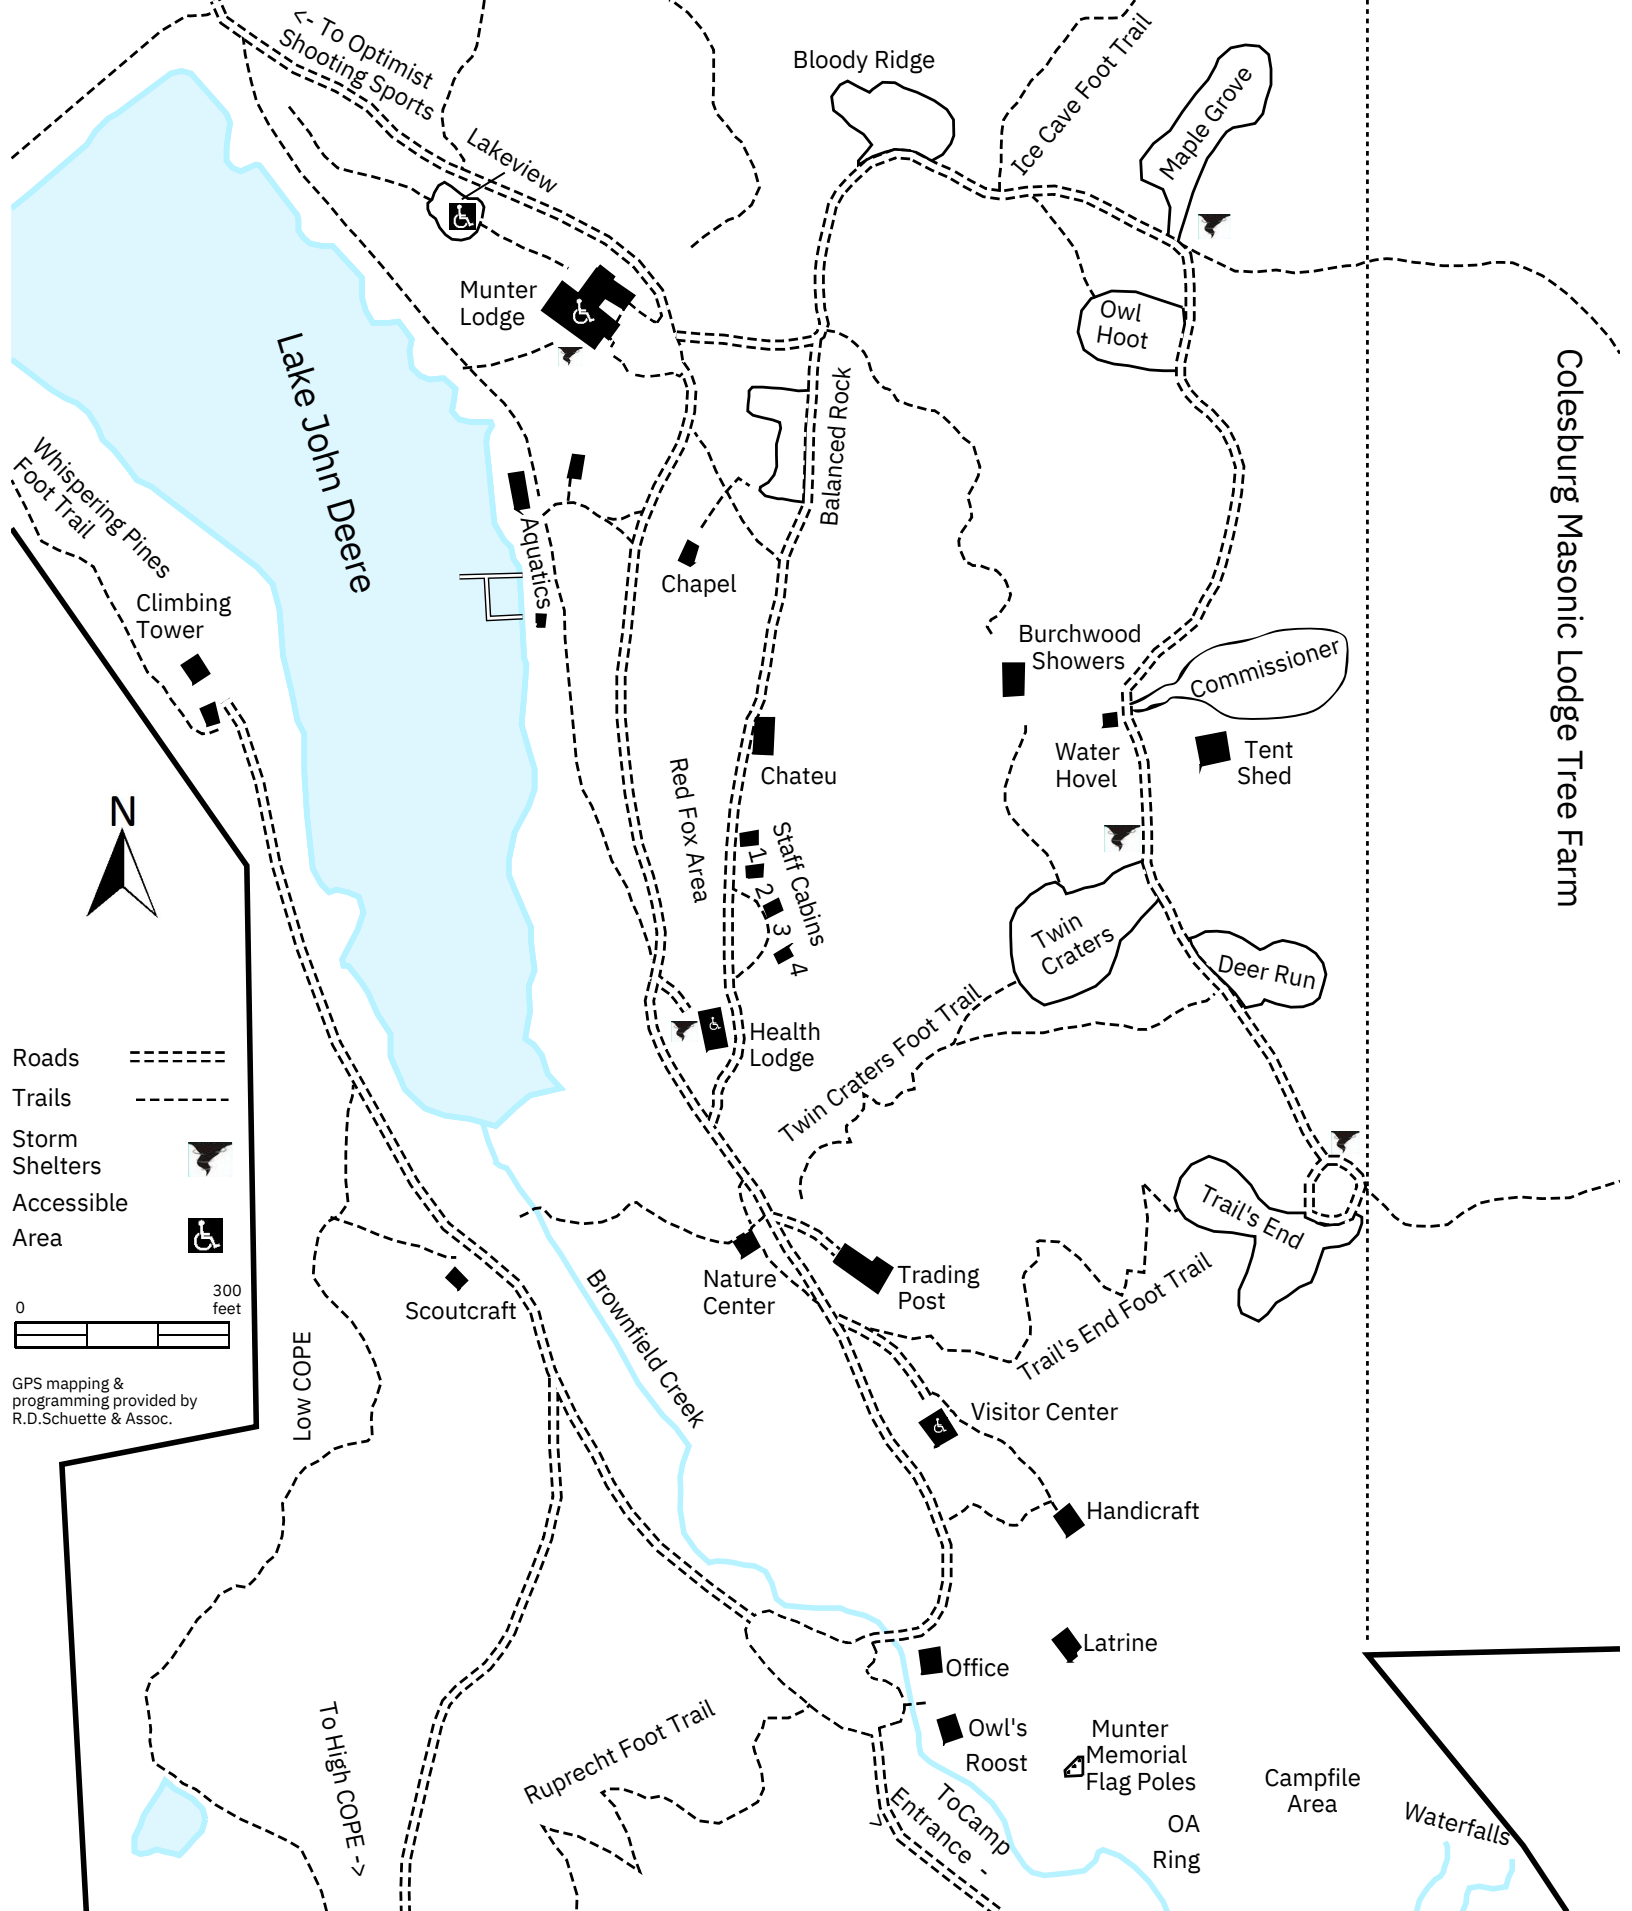 <- To Optimist
Shooting Sports
Lakeview
Bloody Ridge
Ice Cave Foot Trail
Maple Grove
Munter
Lodge
Owl
Hoot
Lake John Deere
Balanced Rock
Colesburg Masonic Lodge Tree Farm
Whispering Pines
Foot Trail
Aquatics
Chapel
Climbing
Tower
Burchwood
Showers
Commissioner
Water
Hovel
Tent
Shed
Chateu
Red Fox Area
Staff Cabins
1
2
3
4
N
Twin
Craters
Deer Run
Health
Lodge
Twin Craters Foot Trail
Roads
Trails
Storm
Shelters
Accessible
Area
0
300
feet
GPS mapping &
programming provided by
R.D.Schuette & Assoc.
Trail's End
Nature
Center
Trading
Post
Scoutcraft
Trail's End Foot Trail
Low COPE
Brownfield Creek
Visitor Center
Handicraft
Latrine
Office
Owl's
Roost
Munter
Memorial
Flag Poles
OA
Ring
Campfile
Area
Waterfalls
To High COPE ->
Ruprecht Foot Trail
ToCamp
Entrance ->